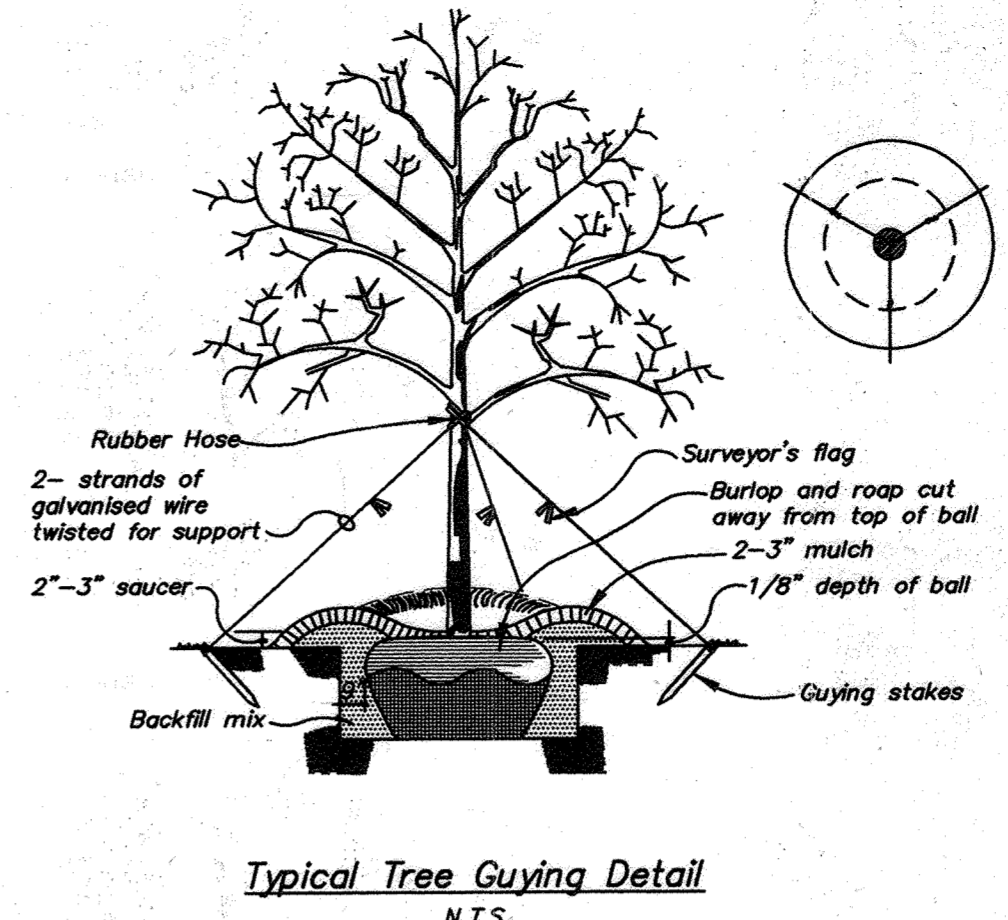 Rubber Hose
2- strands of
galvanised wire
twisted for support
2"-3" saucer
Backfill mix
Surveyor's flag
Burlop and roap cut
away from top of ball
2-3" mulch
1/8" depth of ball
Guying stakes
Typical Tree Guying Detail
N.T.S.